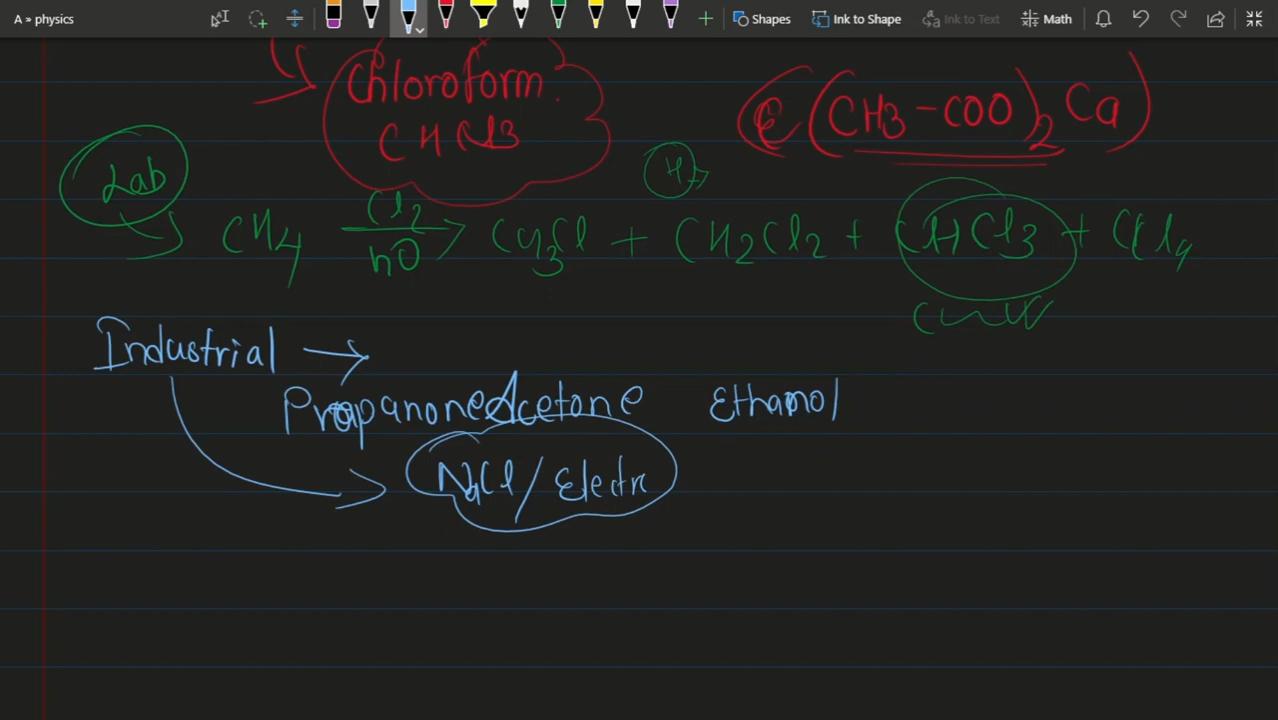 A » physics
Shapes
Ink to Shape
Ink to Text
Math
Chloroform
CHCl3
(CH3-COO)2Ca
Lab
H
CH4 Cl2 CH3Cl + CH2Cl2 + CHCl3 + CCl4
Industrial →
Propanone Acetone Ethanol
NaCl/Electr